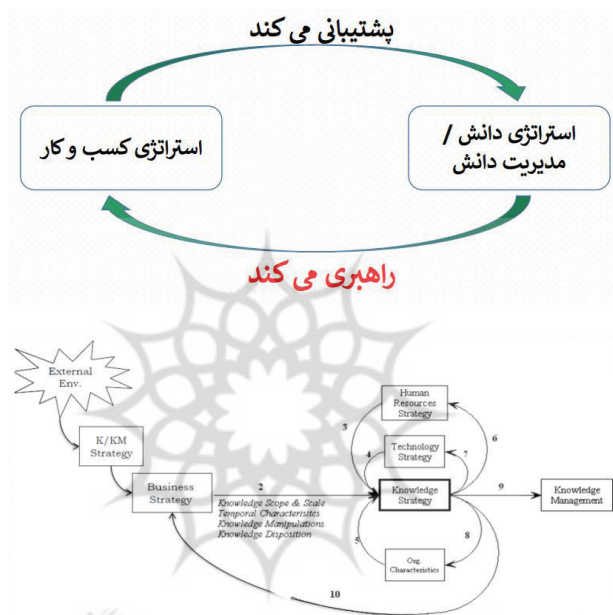 پشتیبانی می کند
استراتژی دانش /
مدیریت دانش
استراتژی کسب و کار
راهبری می کند
External
Env.
K/KM
Strategy
Business
Strategy
2
Knowledge Scope & Scale
Temporal Characterisites
Knowledge Manipulations
Knowledge Disposition
Human
Resources
Strategy
3
6
Technology
Strategy
4
7
Knowledge
Strategy
9
Knowledge
Management
5
8
Org.
Characteristics
10